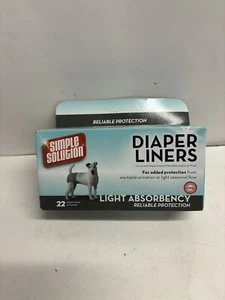 RELIABLE PROTECTION
SIMPLE
SOLUTION
DIAPER
LINERS
For added protection from
excitable urination or light seasonal flow
22
LIGHT ABSORBENCY
RELIABLE PROTECTION